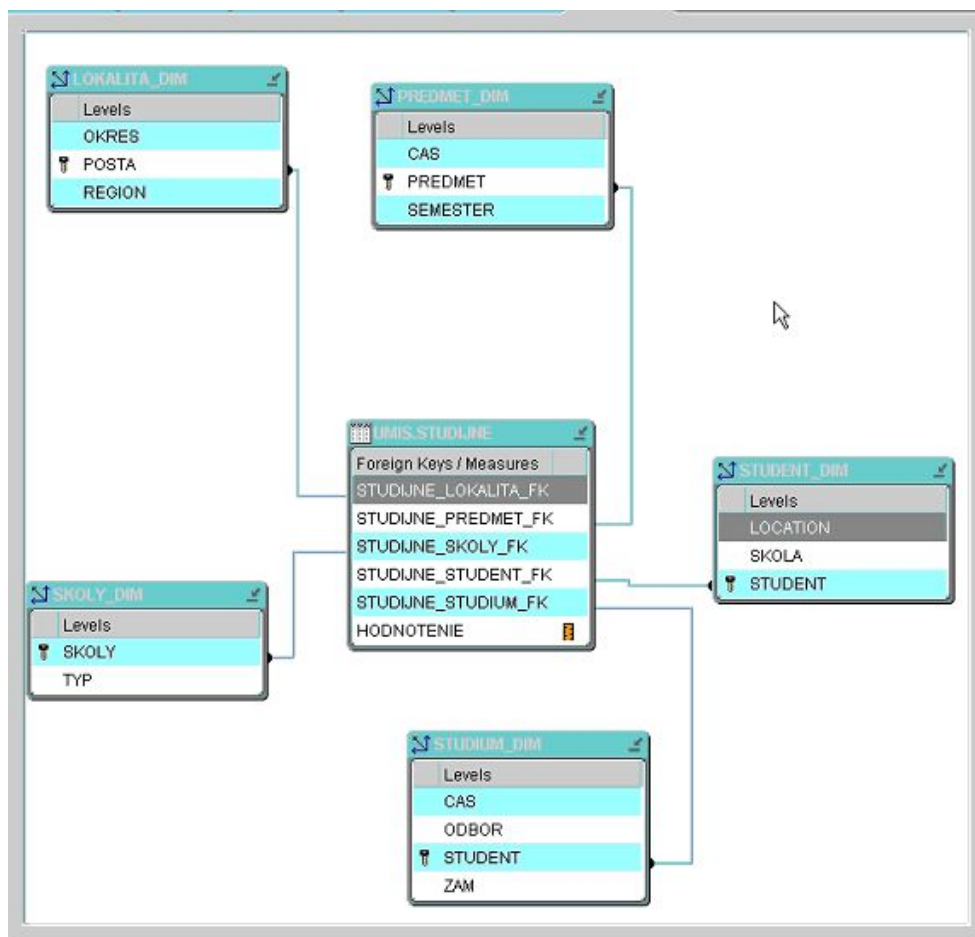 LOKALITA_DIM
Levels
OKRES
POSTA
REGION
PREDMET_DIM
Levels
CAS
PREDMET
SEMESTER
UMIS.STUDIJNE
Foreign Keys / Measures
STUDIJNE_LOKALITA_FK
STUDIJNE_PREDMET_FK
STUDIJNE_SKOLY_FK
STUDIJNE_STUDENT_FK
STUDIJNE_STUDIUM_FK
HODNOTENIE
STUDENT_DIM
Levels
LOCATION
SKOLA
STUDENT
SKOLY_DIM
Levels
SKOLY
TYP
STUDIUM_DIM
Levels
CAS
ODBOR
STUDENT
ZAM